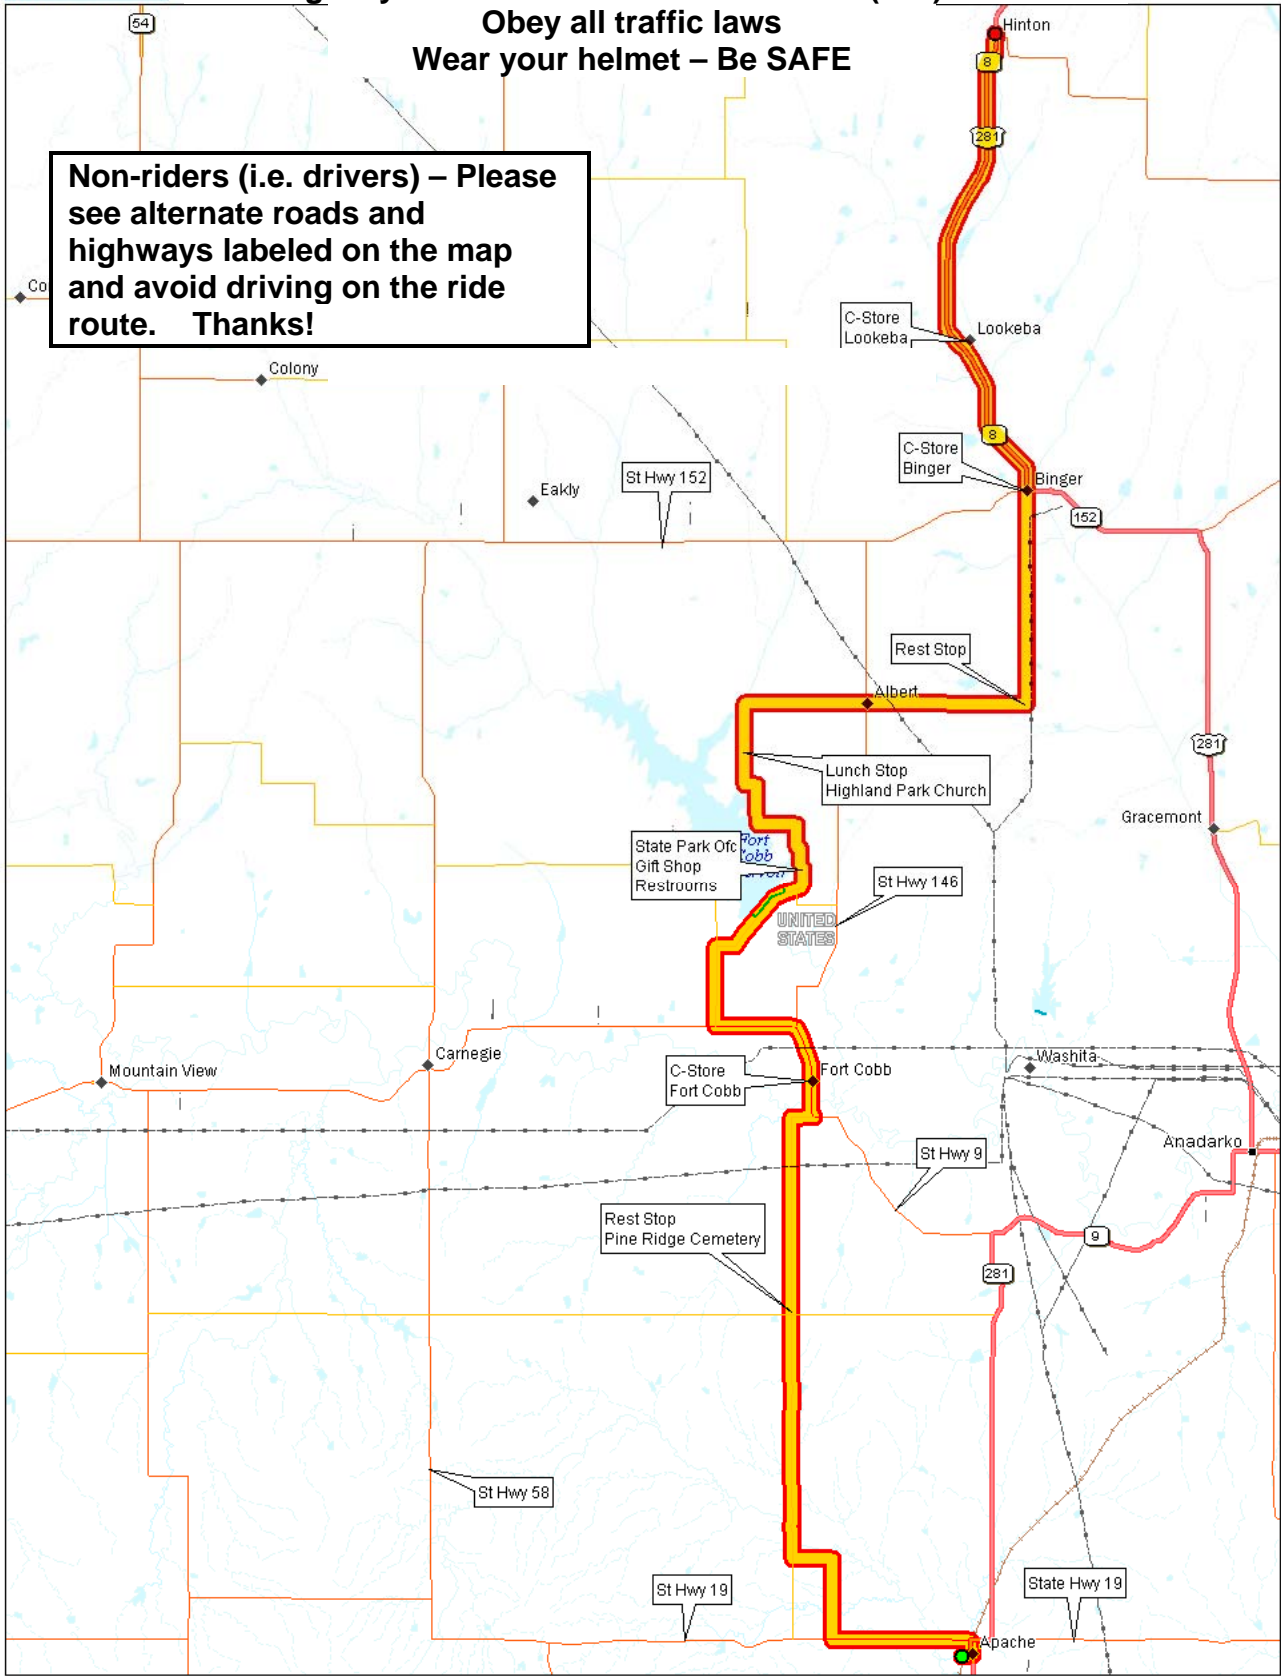 Obey all traffic laws
Wear your helmet – Be SAFE
54
Hinton
8
281
Non-riders (i.e. drivers) – Please
see alternate roads and
highways labeled on the map
and avoid driving on the ride
route. Thanks!
Co
C-Store
Lookeba
Lookeba
Colony
8
C-Store
Binger
Binger
St Hwy 152
Eakly
152
Rest Stop
Albert
281
Lunch Stop
Highland Park Church
Gracemont
State Park Ofc
Gift Shop
Restrooms
Fort
Cobb
St Hwy 146
UNITED
STATES
Carnegie
Mountain View
C-Store
Fort Cobb
Fort Cobb
Washita
Anadarko
St Hwy 9
Rest Stop
Pine Ridge Cemetery
9
281
St Hwy 58
St Hwy 19
State Hwy 19
Apache